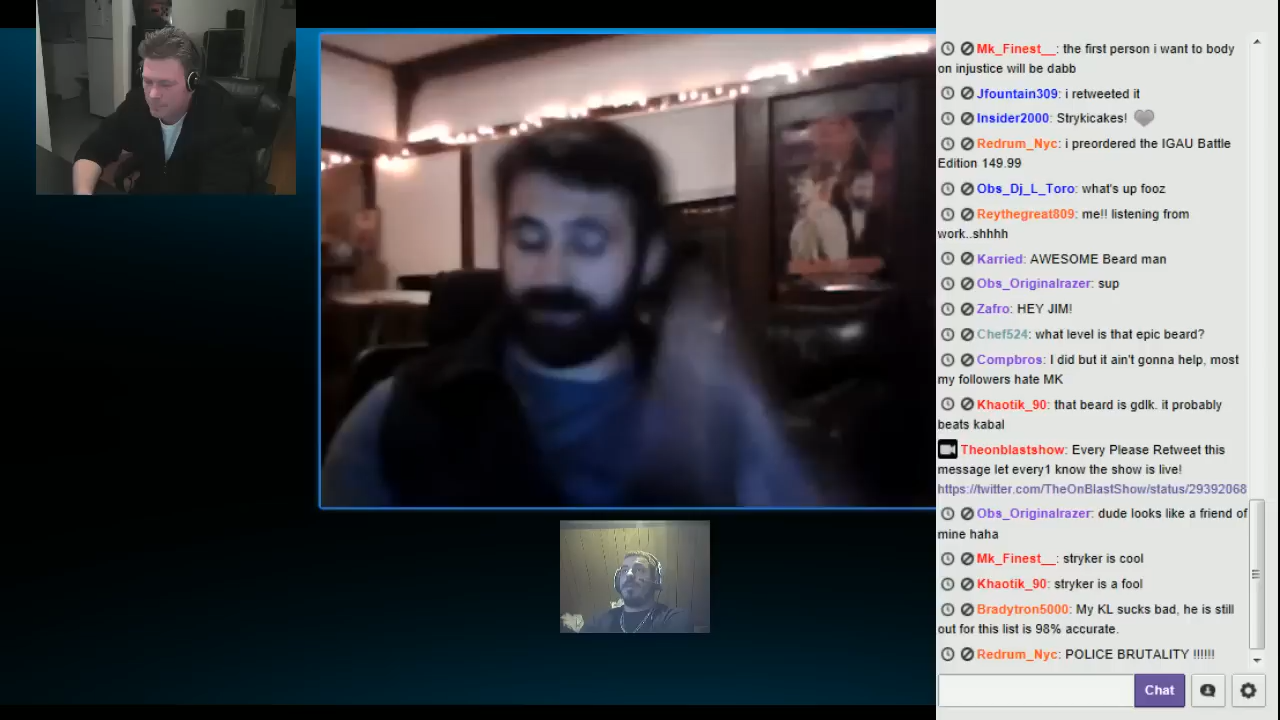 Mk_Finest__: the first person i want to body
on injustice will be dabb
Jfountain309: i retweeted it
Insider2000: Strykicakes!
Redrum_Nyc: i preordered the IGAU Battle
Edition 149.99
Obs_Dj_L_Toro: what's up fooz
Reythegreat809: me!! listening from
work..shhhh
Karried: AWESOME Beard man
Obs_Originalrazer: sup
Zafro: HEY JIM!
Chef524: what level is that epic beard?
Compbros: I did but it ain't gonna help, most
my followers hate MK
Khaotik_90: that beard is gdlk. it probably
beats kabal
Theonblastshow: Every Please Retweet this
message let every1 know the show is live!
https://twitter.com/TheOnBlastShow/status/29392068
Obs_Originalrazer: dude looks like a friend of
mine haha
Mk_Finest__: stryker is cool
Khaotik_90: stryker is a fool
Bradytron5000: My KL sucks bad, he is still
out for this list is 98% accurate.
Redrum_Nyc: POLICE BRUTALITY !!!!!!
Chat